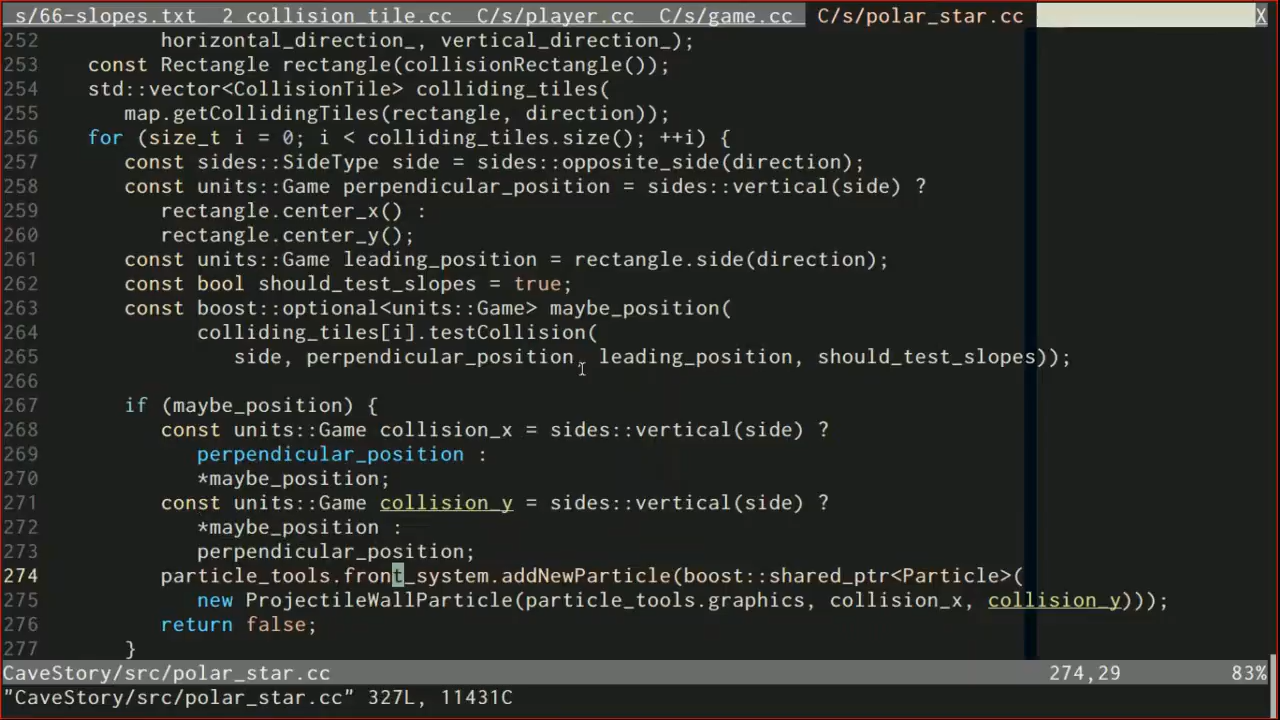 s/66-slopes.txt  2 collision_tile.cc  C/s/player.cc  C/s/game.cc  C/s/polar_star.cc  X
252          horizontal_direction_, vertical_direction_);
253    const Rectangle rectangle(collisionRectangle());
254    std::vector<CollisionTile> colliding_tiles(
255       map.getCollidingTiles(rectangle, direction));
256    for (size_t i = 0; i < colliding_tiles.size(); ++i) {
257       const sides::SideType side = sides::opposite_side(direction);
258       const units::Game perpendicular_position = sides::vertical(side) ?
259          rectangle.center_x() :
260          rectangle.center_y();
261       const units::Game leading_position = rectangle.side(direction);
262       const bool should_test_slopes = true;
263       const boost::optional<units::Game> maybe_position(
264             colliding_tiles[i].testCollision(
265                side, perpendicular_position, leading_position, should_test_slopes));
266
267       if (maybe_position) {
268          const units::Game collision_x = sides::vertical(side) ?
269             perpendicular_position :
270             *maybe_position;
271          const units::Game collision_y = sides::vertical(side) ?
272             *maybe_position :
273             perpendicular_position;
274          particle_tools.front_system.addNewParticle(boost::shared_ptr<Particle>(
275             new ProjectileWallParticle(particle_tools.graphics, collision_x, collision_y)));
276          return false;
277       }
CaveStory/src/polar_star.cc  274,29  83%
"CaveStory/src/polar_star.cc" 327L, 11431C